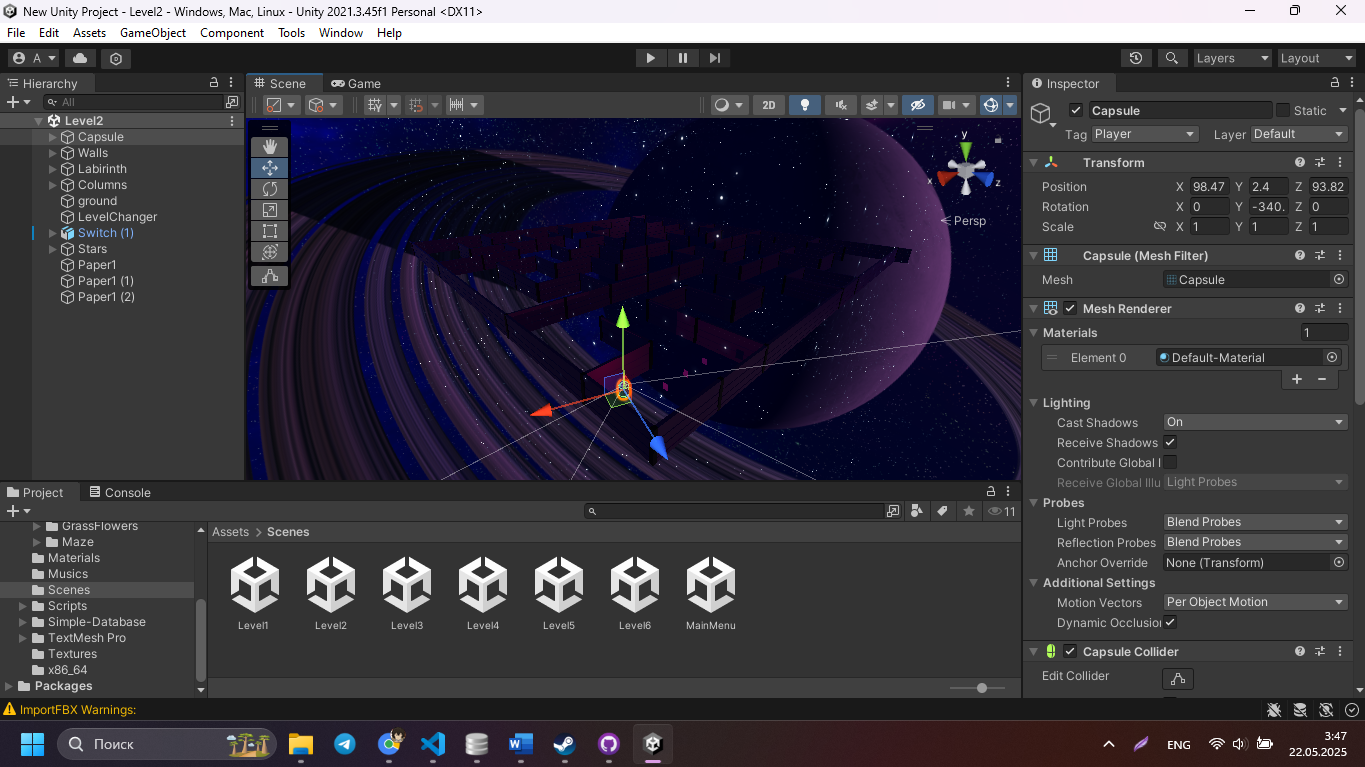 New Unity Project - Level2 - Windows, Mac, Linux - Unity 2021.3.45f1 Personal <DX11>
File Edit Assets GameObject Component Tools Window Help
A Layers Layout
Hierarchy
All
Level2
Capsule
Walls
Labirinth
Columns
ground
LevelChanger
Switch (1)
Stars
Paper1
Paper1 (1)
Paper1 (2)
Scene Game
2D
y
x
z
Persp
Inspector
Capsule Static
Tag Player Layer Default
Transform
Position X 98.47 Y 2.4 Z 93.82
Rotation X 0 Y -340. Z 0
Scale X 1 Y 1 Z 1
Capsule (Mesh Filter)
Mesh Capsule
Mesh Renderer
Materials 1
Element 0 Default-Material
Lighting
Cast Shadows On
Receive Shadows
Contribute Global I
Receive Global Illu Light Probes
Probes
Light Probes Blend Probes
Reflection Probes Blend Probes
Anchor Override None (Transform)
Additional Settings
Motion Vectors Per Object Motion
Dynamic Occlusion
Capsule Collider
Edit Collider
Project Console
11
GrassFlowers
Maze
Materials
Musics
Scenes
Scripts
Simple-Database
TextMesh Pro
Textures
x86_64
Packages
Assets > Scenes
Level1 Level2 Level3 Level4 Level5 Level6 MainMenu
ImportFBX Warnings:
Поиск
ENG
3:47
22.05.2025